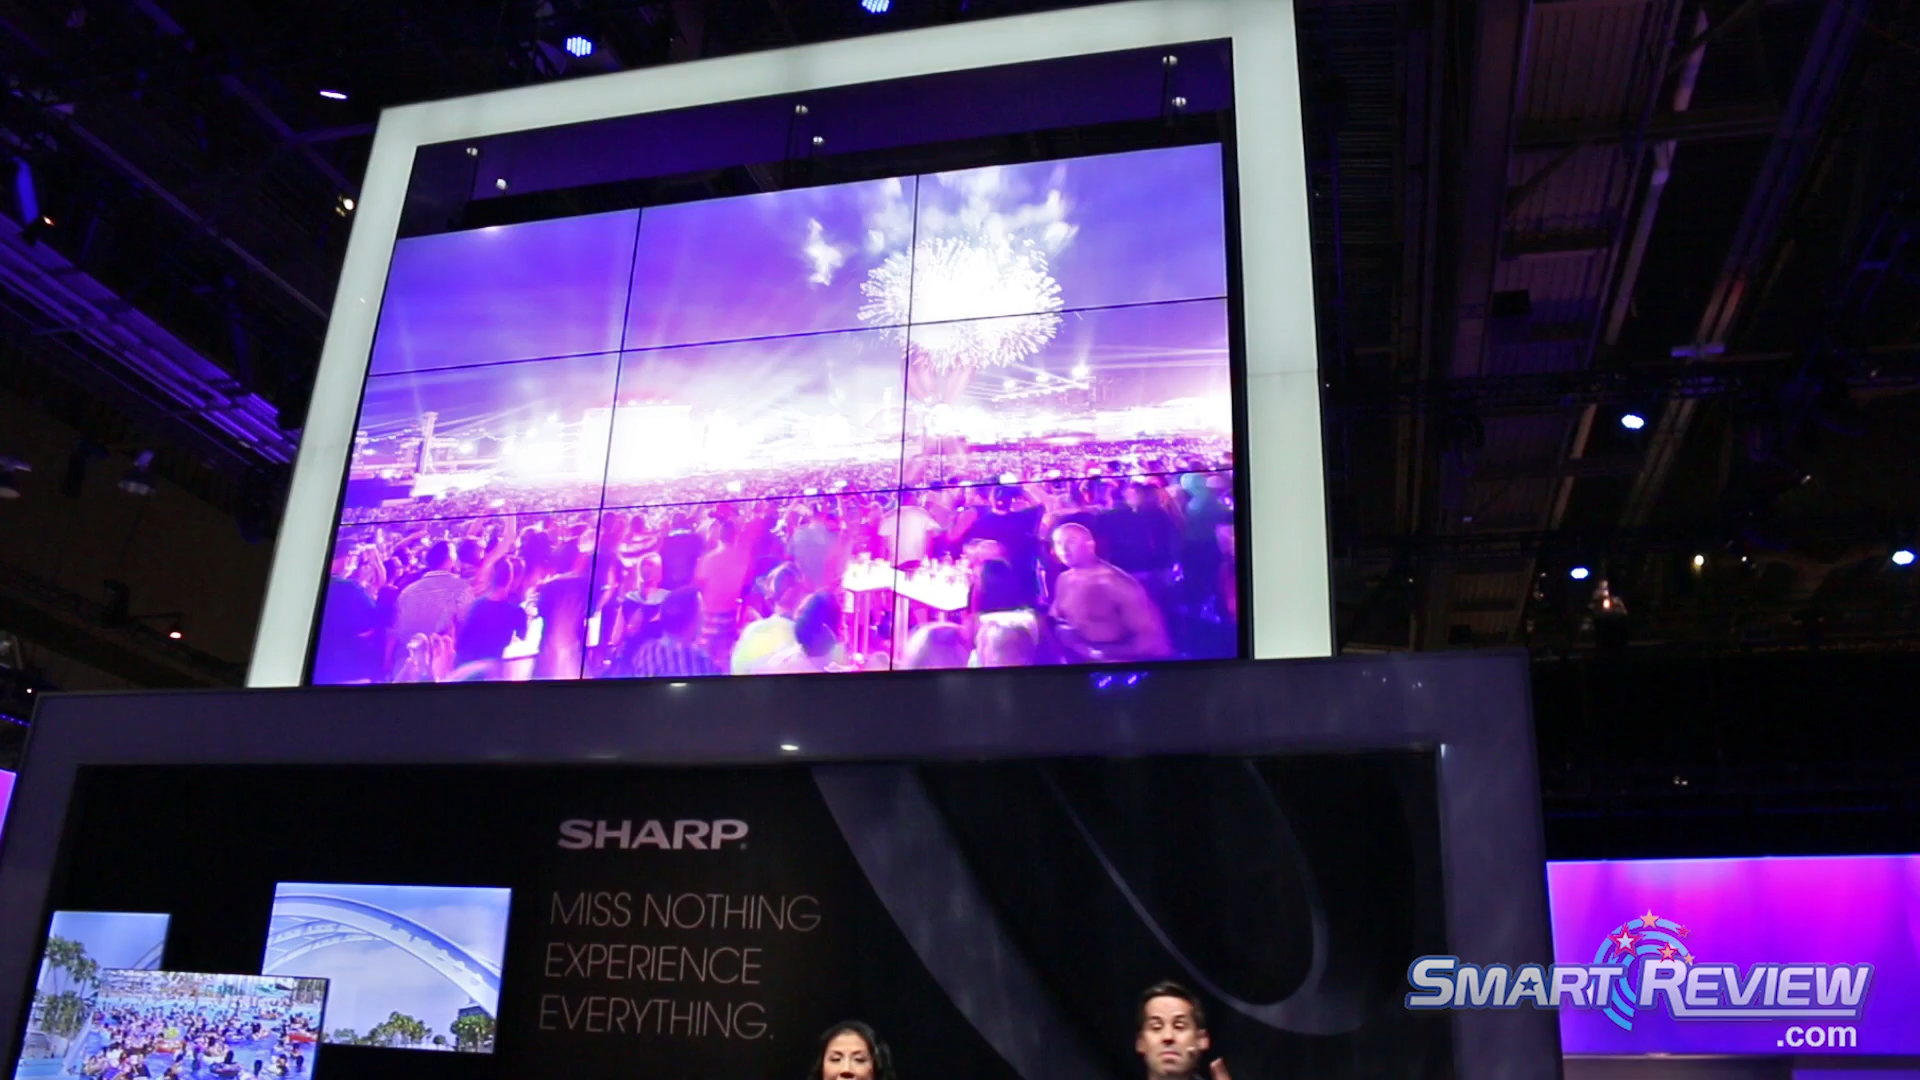 SHARP
MISS NOTHING
EXPERIENCE
EVERYTHING.
SMART REVIEW
.com